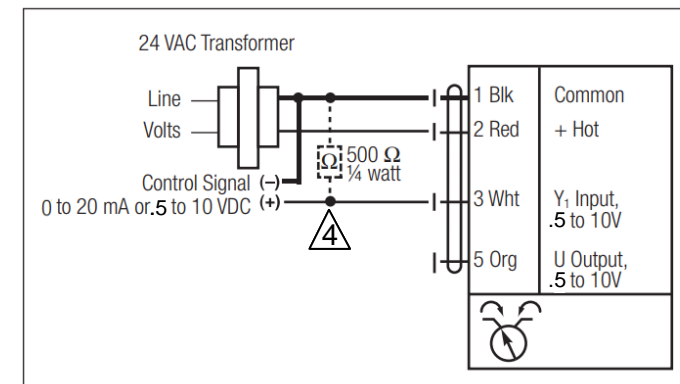 24 VAC Transformer
Line
Volts
1 Blk Common
2 Red + Hot
Ω 500 Ω
¼ watt
Control Signal (–)
0 to 20 mA or .5 to 10 VDC (+)
4
3 Wht Y₁ Input,
.5 to 10V
5 Org U Output,
.5 to 10V